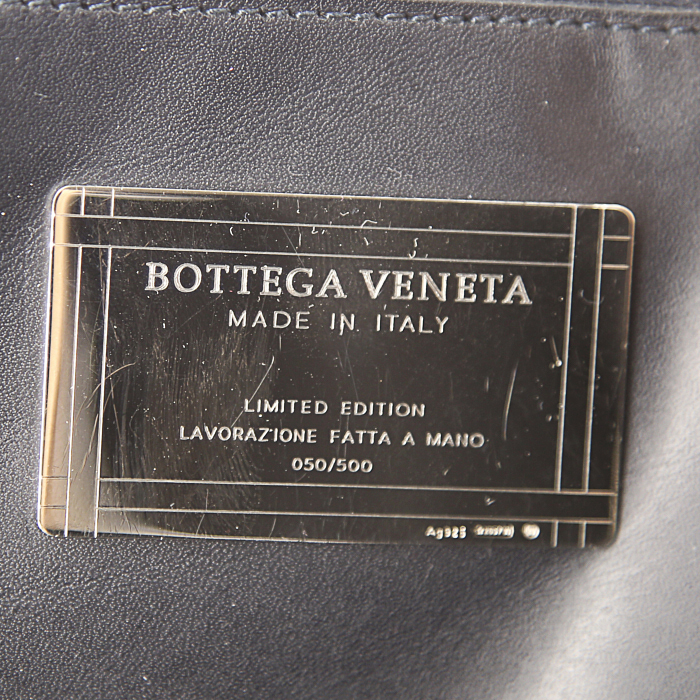 BOTTEGA VENETA
MADE IN ITALY
LIMITED EDITION
LAVORAZIONE FATTA A MANO
050/500
Ag925